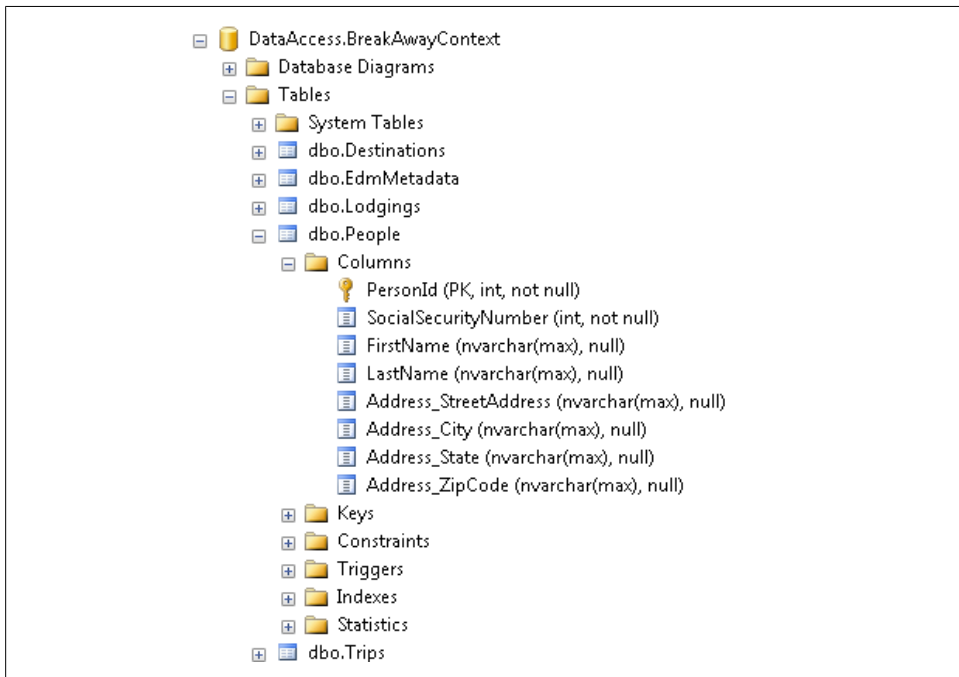 DataAccess.BreakAwayContext
Database Diagrams
Tables
System Tables
dbo.Destinations
dbo.EdmMetadata
dbo.Lodgings
dbo.People
Columns
PersonId (PK, int, not null)
SocialSecurityNumber (int, not null)
FirstName (nvarchar(max), null)
LastName (nvarchar(max), null)
Address_StreetAddress (nvarchar(max), null)
Address_City (nvarchar(max), null)
Address_State (nvarchar(max), null)
Address_ZipCode (nvarchar(max), null)
Keys
Constraints
Triggers
Indexes
Statistics
dbo.Trips